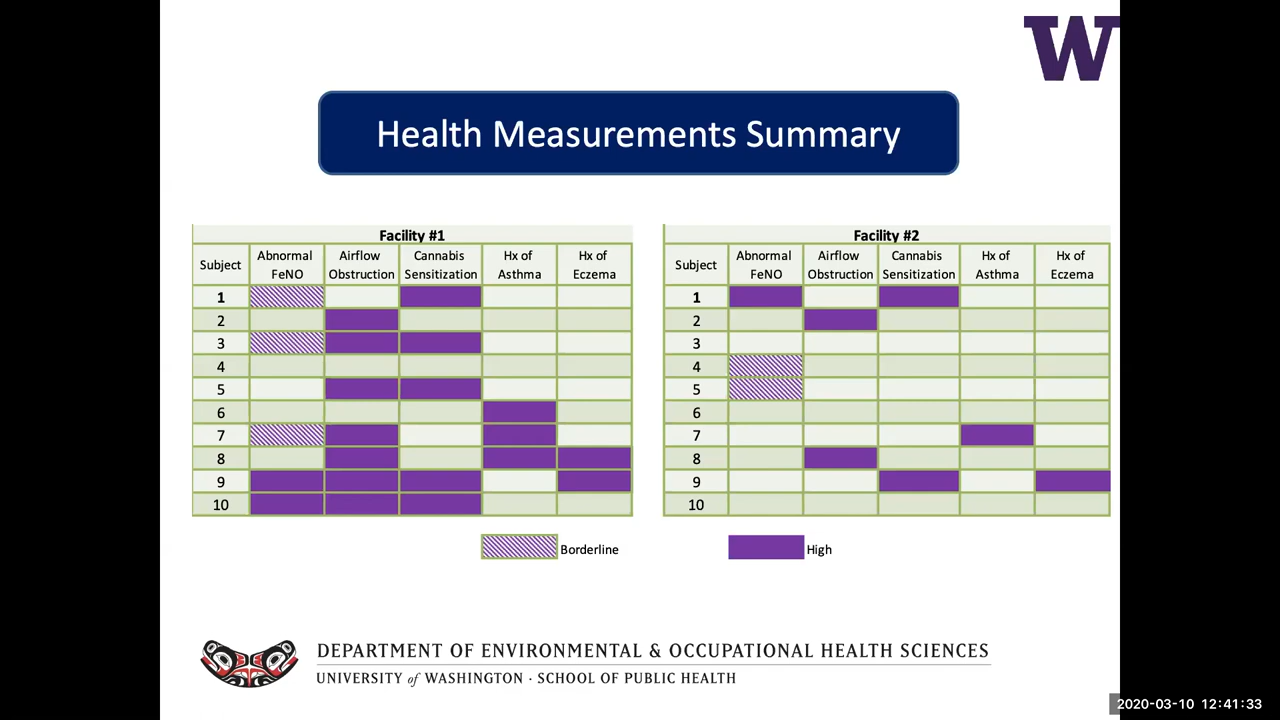 W
Health Measurements Summary
Facility #1
Subject Abnormal FeNO Airflow Obstruction Cannabis Sensitization Hx of Asthma Hx of Eczema
1
2
3
4
5
6
7
8
9
10
Facility #2
Subject Abnormal FeNO Airflow Obstruction Cannabis Sensitization Hx of Asthma Hx of Eczema
1
2
3
4
5
6
7
8
9
10
Borderline High
DEPARTMENT OF ENVIRONMENTAL & OCCUPATIONAL HEALTH SCIENCES
UNIVERSITY of WASHINGTON · SCHOOL OF PUBLIC HEALTH
2020-03-10 12:41:33